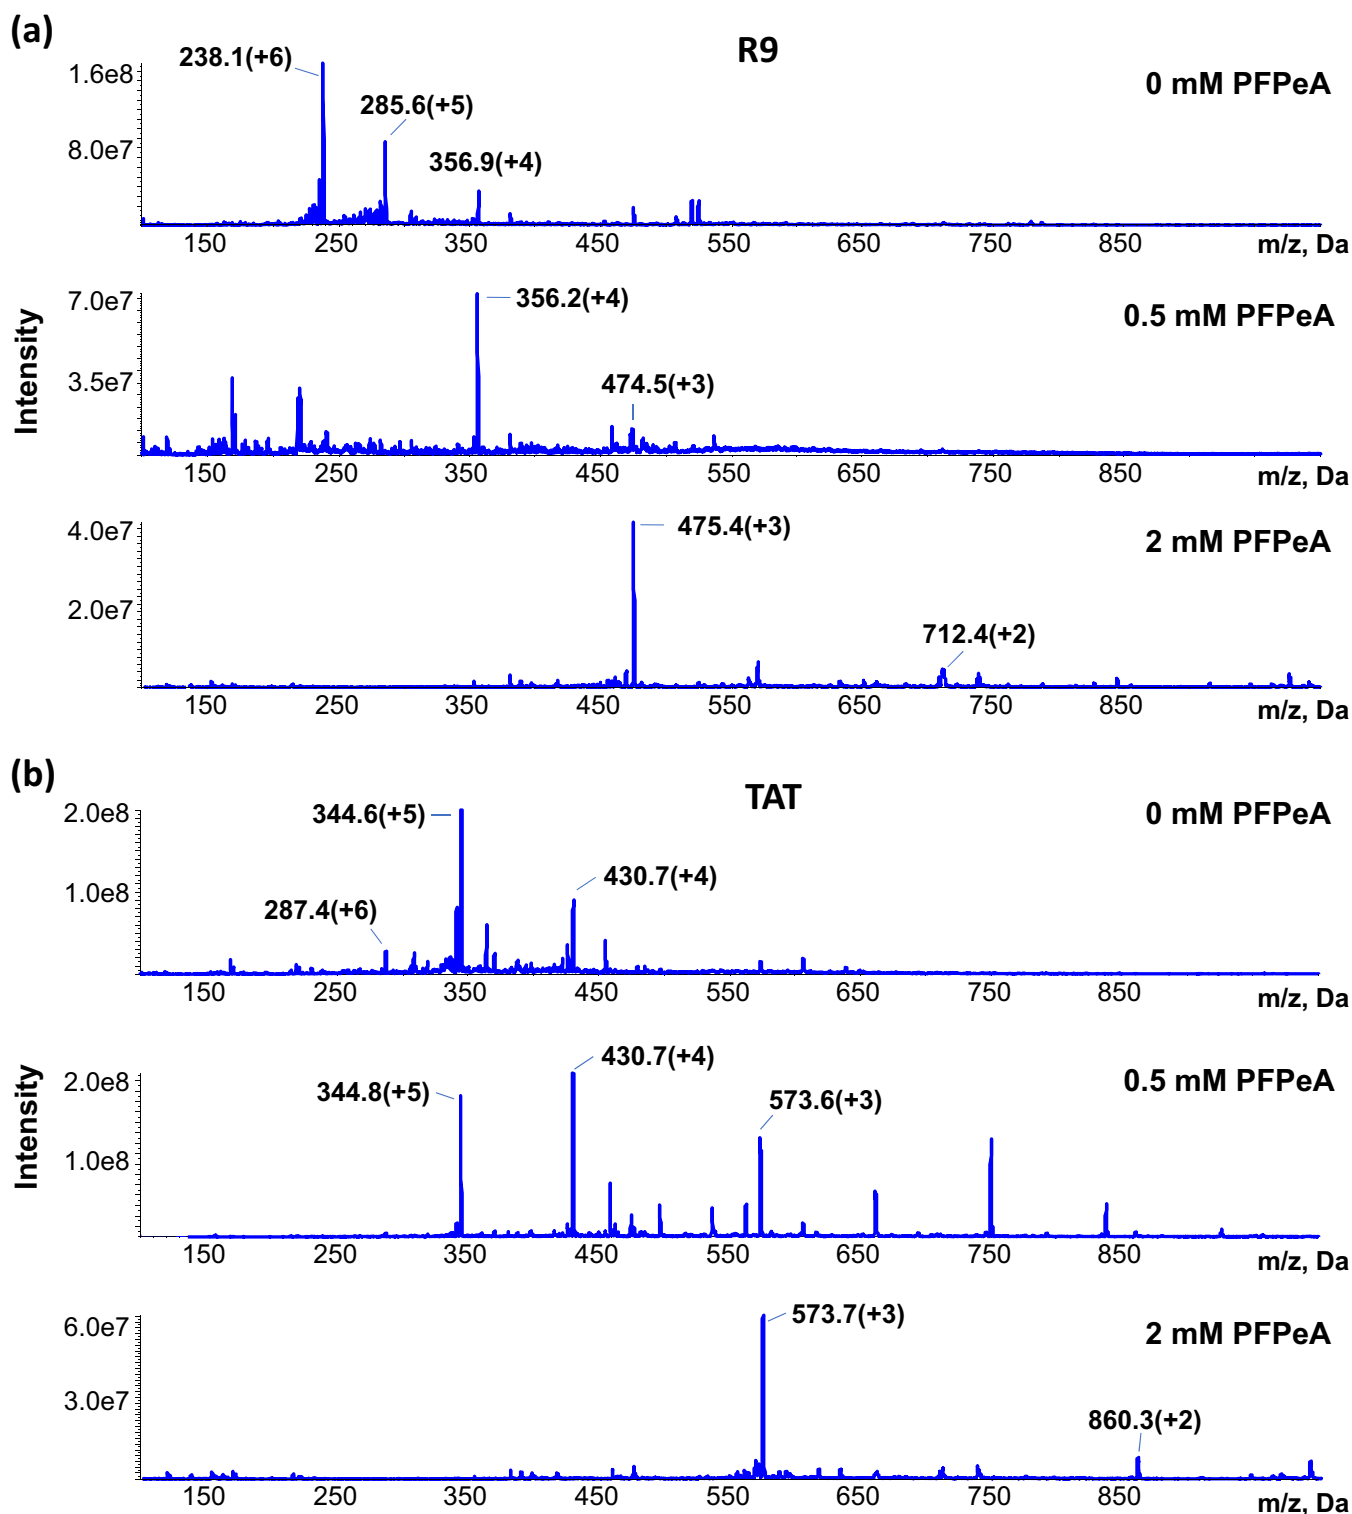 (a)
R9
0 mM PFPeA
238.1(+6)
285.6(+5)
356.9(+4)
1.6e8
8.0e7
150 250 350 450 550 650 750 850 m/z, Da
0.5 mM PFPeA
356.2(+4)
474.5(+3)
7.0e7
3.5e7
Intensity
150 250 350 450 550 650 750 850 m/z, Da
2 mM PFPeA
475.4(+3)
712.4(+2)
4.0e7
2.0e7
150 250 350 450 550 650 750 850 m/z, Da
(b)
TAT
0 mM PFPeA
344.6(+5)
430.7(+4)
287.4(+6)
2.0e8
1.0e8
150 250 350 450 550 650 750 850 m/z, Da
0.5 mM PFPeA
430.7(+4)
344.8(+5)
573.6(+3)
2.0e8
1.0e8
Intensity
150 250 350 450 550 650 750 850 m/z, Da
2 mM PFPeA
573.7(+3)
860.3(+2)
6.0e7
3.0e7
150 250 350 450 550 650 750 850 m/z, Da